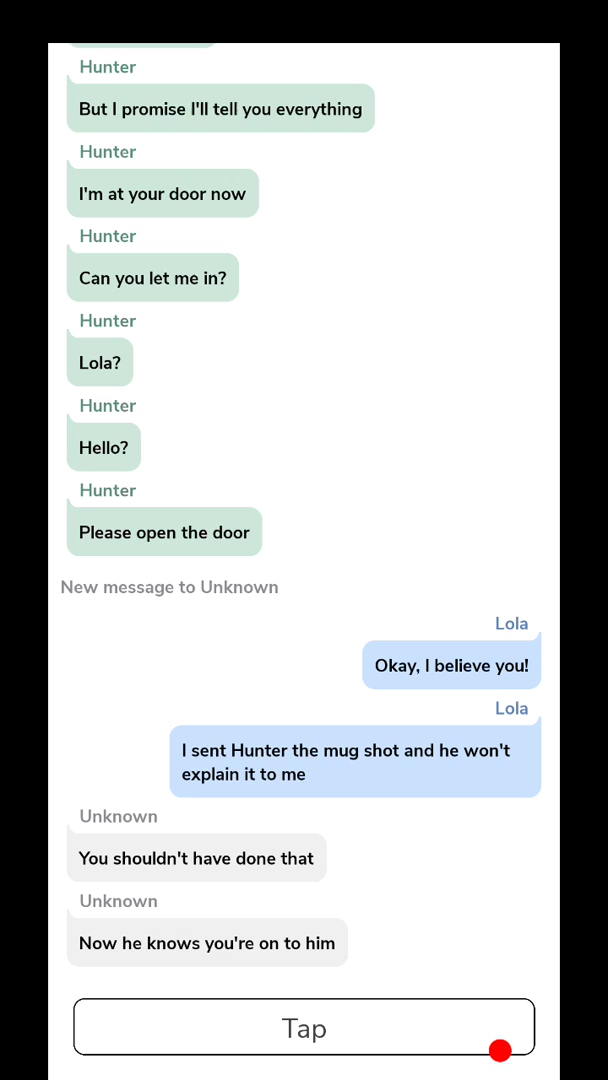 Hunter
But I promise I'll tell you everything
Hunter
I'm at your door now
Hunter
Can you let me in?
Hunter
Lola?
Hunter
Hello?
Hunter
Please open the door
New message to Unknown
Lola
Okay, I believe you!
Lola
I sent Hunter the mug shot and he won't
explain it to me
Unknown
You shouldn't have done that
Unknown
Now he knows you're on to him
Tap